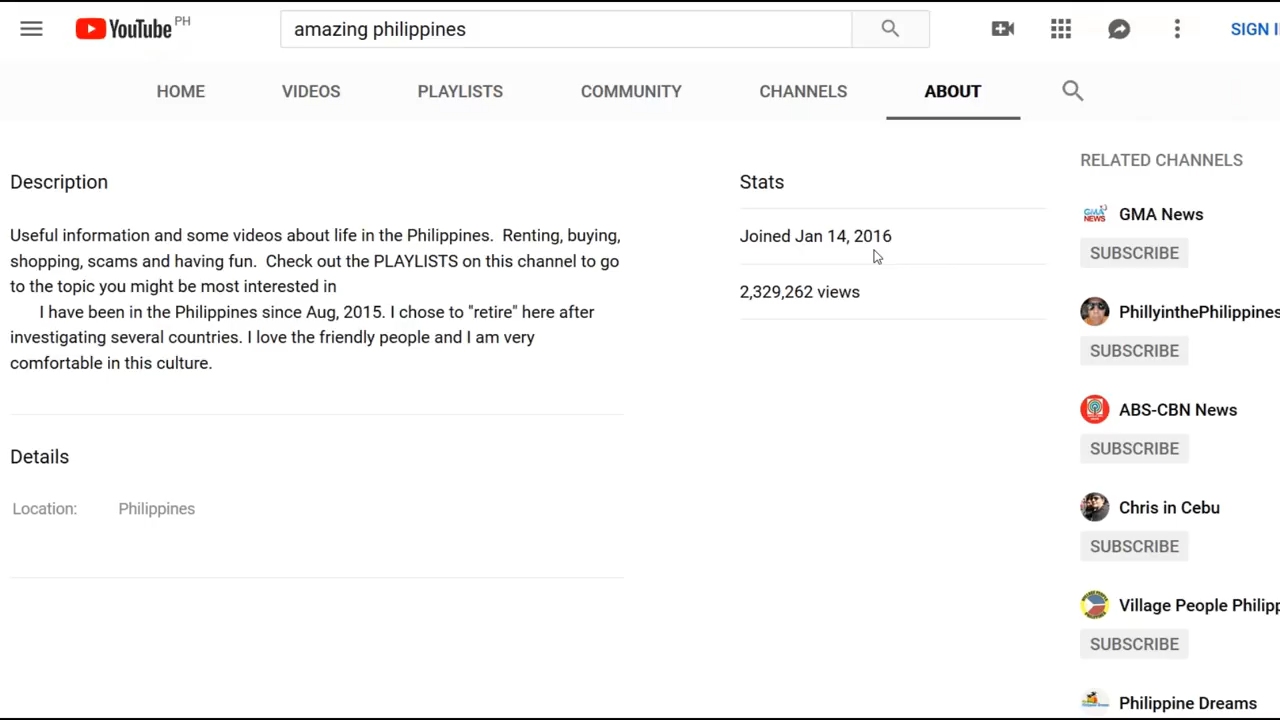 YouTube PH
amazing philippines
SIGN I
HOME
VIDEOS
PLAYLISTS
COMMUNITY
CHANNELS
ABOUT
Description
Useful information and some videos about life in the Philippines.  Renting, buying,
shopping, scams and having fun.  Check out the PLAYLISTS on this channel to go
to the topic you might be most interested in
I have been in the Philippines since Aug, 2015. I chose to "retire" here after
investigating several countries. I love the friendly people and I am very
comfortable in this culture.
Details
Location: Philippines
Stats
Joined Jan 14, 2016
2,329,262 views
RELATED CHANNELS
GMA NEWS
GMA News
SUBSCRIBE
PhillyinthePhilippines
SUBSCRIBE
ABS-CBN News
SUBSCRIBE
Chris in Cebu
SUBSCRIBE
Village People Philipp
SUBSCRIBE
Philippine Dreams